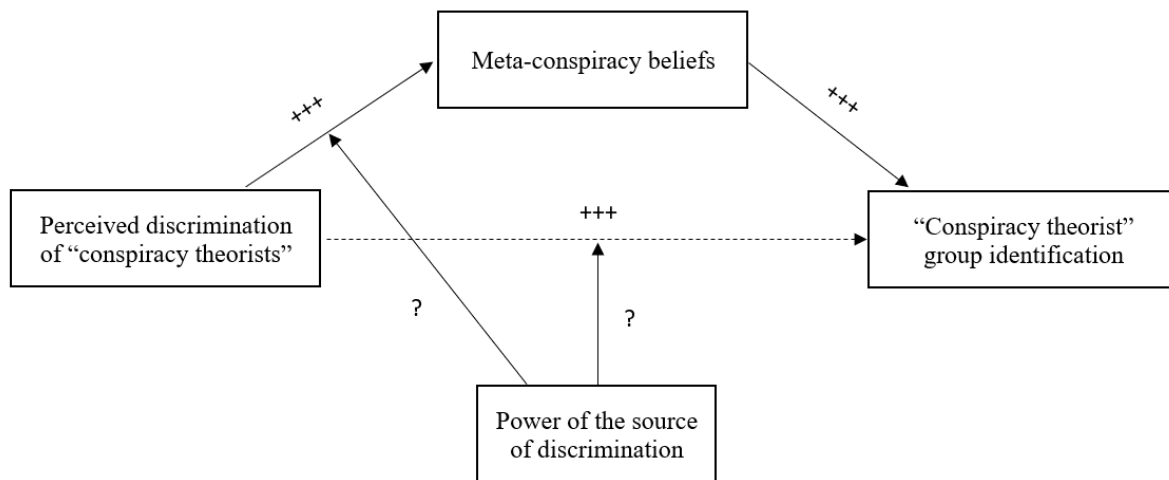 Meta-conspiracy beliefs
+++
+++
Perceived discrimination
of “conspiracy theorists”
+++
“Conspiracy theorist”
group identification
?
?
Power of the source
of discrimination